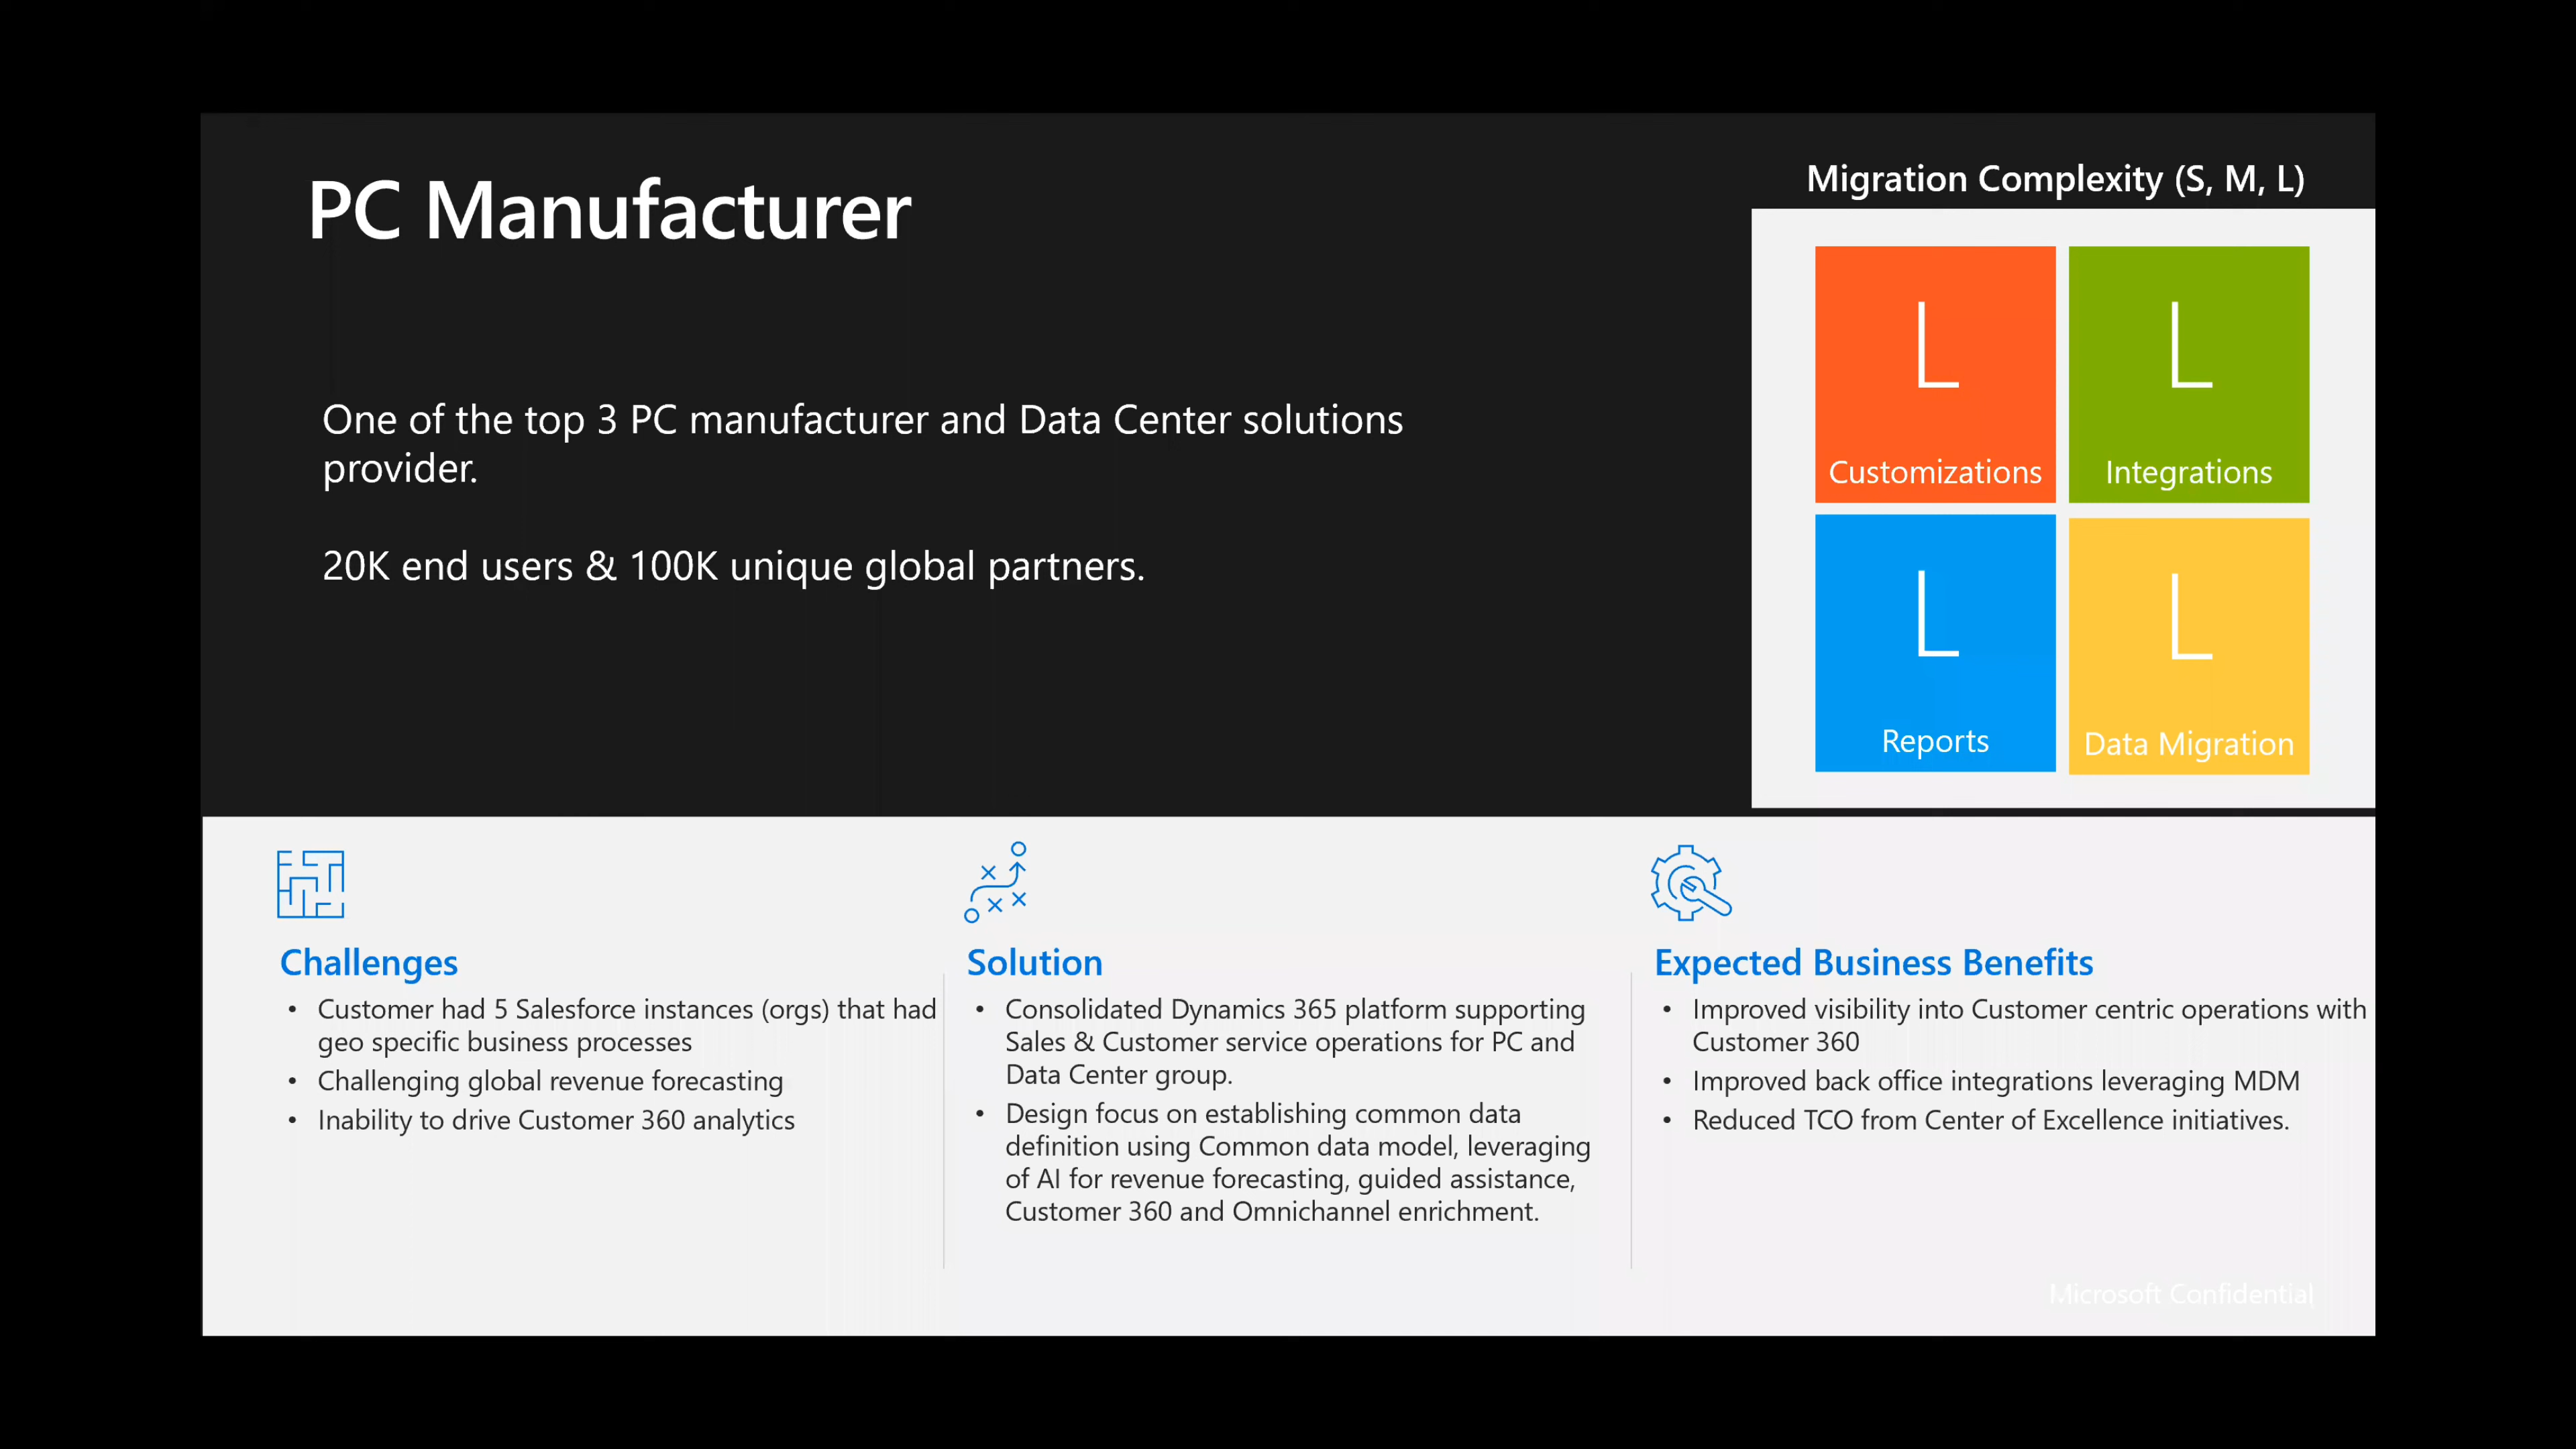 PC Manufacturer
One of the top 3 PC manufacturer and Data Center solutions
provider.
20K end users & 100K unique global partners.
Migration Complexity (S, M, L)
L
Customizations
L
Integrations
L
Reports
L
Data Migration
Challenges
• Customer had 5 Salesforce instances (orgs) that had
geo specific business processes
• Challenging global revenue forecasting
• Inability to drive Customer 360 analytics
Solution
• Consolidated Dynamics 365 platform supporting
Sales & Customer service operations for PC and
Data Center group.
• Design focus on establishing common data
definition using Common data model, leveraging
of AI for revenue forecasting, guided assistance,
Customer 360 and Omnichannel enrichment.
Expected Business Benefits
• Improved visibility into Customer centric operations with
Customer 360
• Improved back office integrations leveraging MDM
• Reduced TCO from Center of Excellence initiatives.
Microsoft Confidential